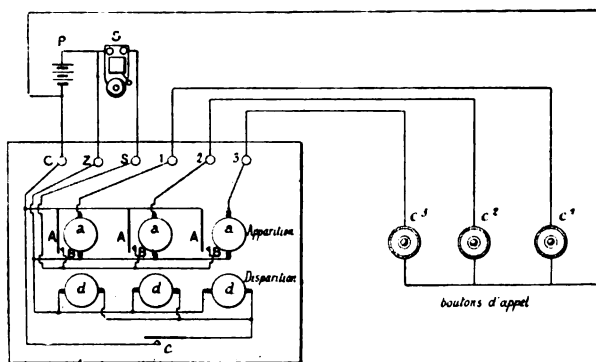 P S
C Z S 1 2 3
a a a
A A A Apparition
B B B
Disparition
d d d
C
C³ C² C¹
boutons d'appel